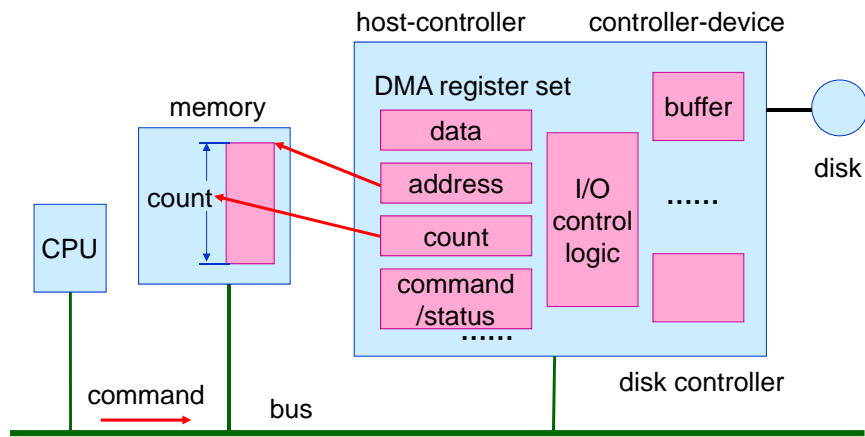 host-controller
controller-device
DMA register set
memory
data
buffer
address
I/O
control
logic
disk
count
......
count
CPU
command
/status
......
disk controller
command
bus